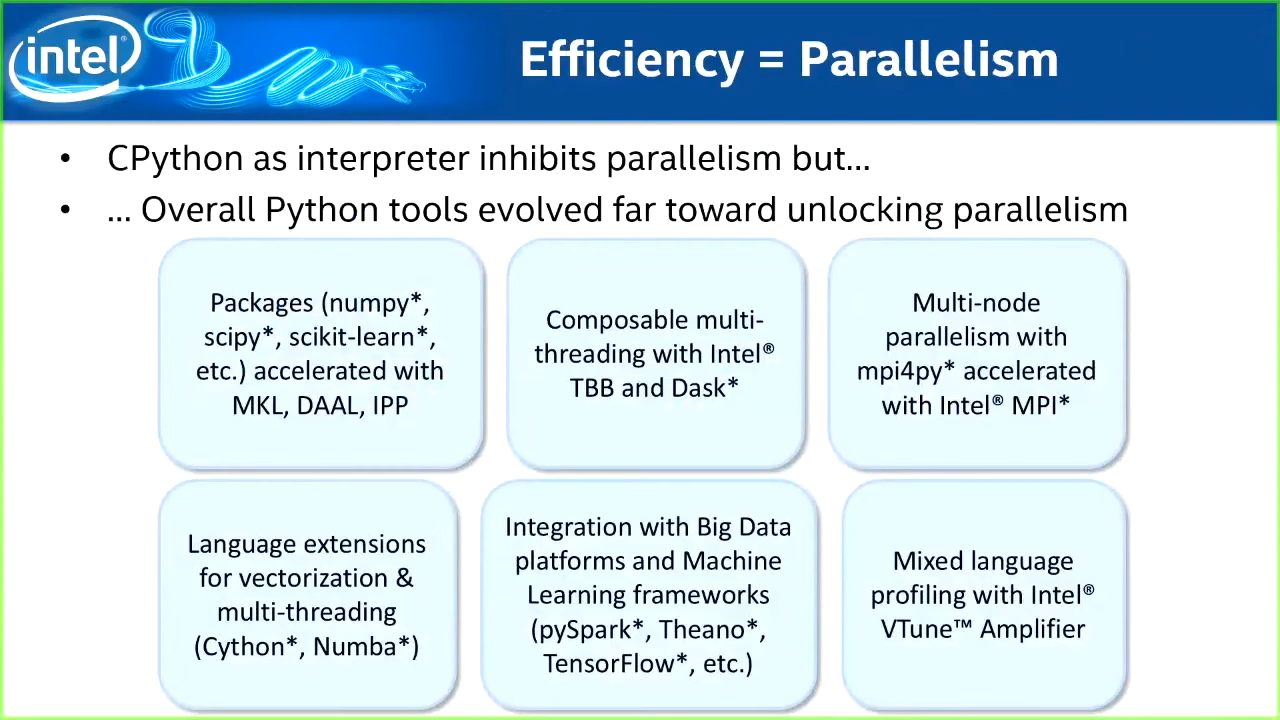 intel®
Efficiency = Parallelism
• CPython as interpreter inhibits parallelism but...
• ... Overall Python tools evolved far toward unlocking parallelism
Packages (numpy*,
scipy*, scikit-learn*,
etc.) accelerated with
MKL, DAAL, IPP
Composable multi-
threading with Intel®
TBB and Dask*
Multi-node
parallelism with
mpi4py* accelerated
with Intel® MPI*
Language extensions
for vectorization &
multi-threading
(Cython*, Numba*)
Integration with Big Data
platforms and Machine
Learning frameworks
(pySpark*, Theano*,
TensorFlow*, etc.)
Mixed language
profiling with Intel®
VTune™ Amplifier